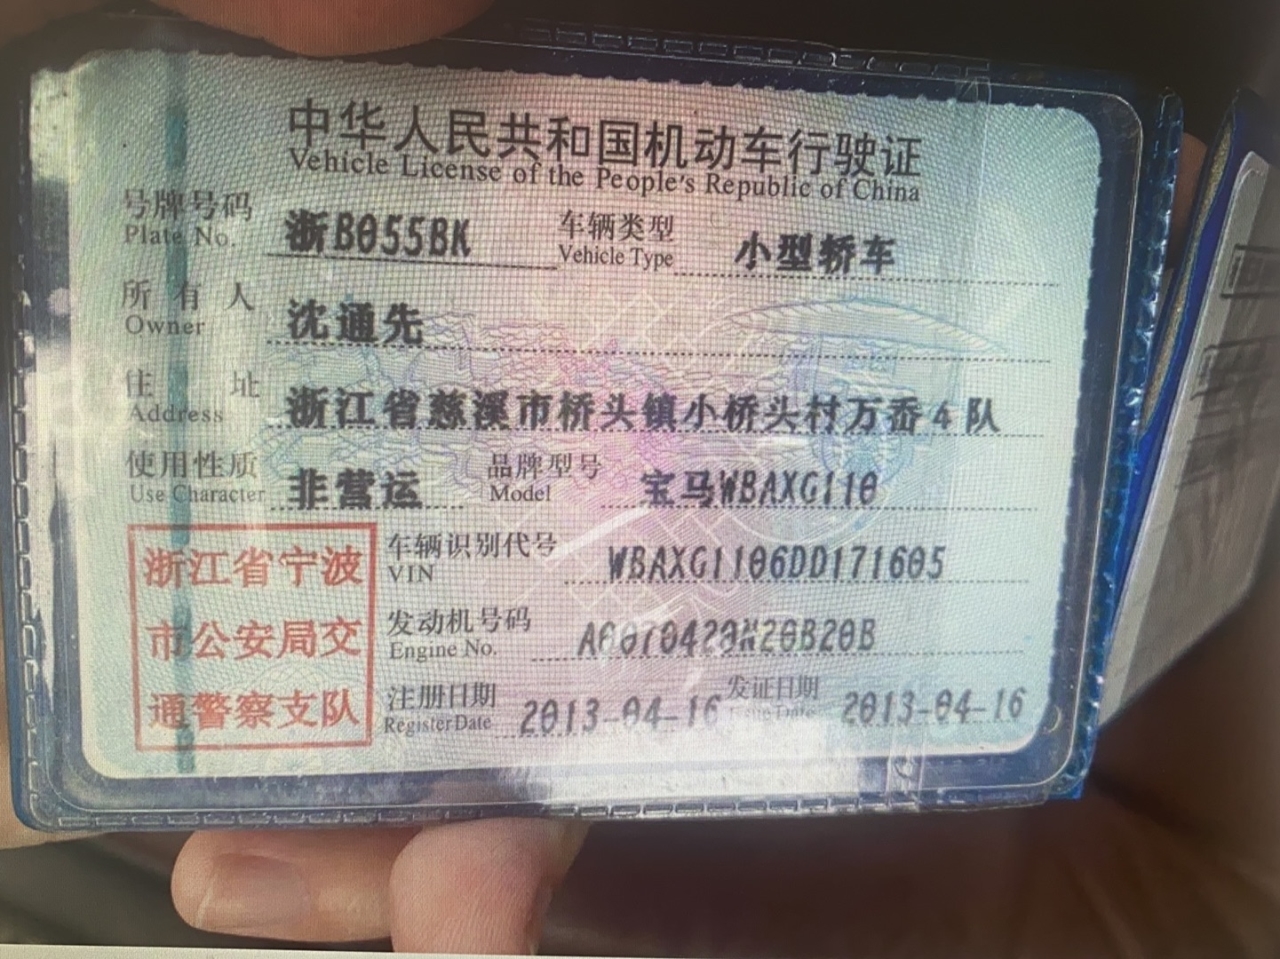 中华人民共和国机动车行驶证
Vehicle License of the People's Republic of China
号牌号码 浙B055BK 车辆类型 小型轿车
Plate No. Vehicle Type
所有人 沈通先
Owner
住址 浙江省慈溪市桥头镇小桥头村万岙4队
Address
使用性质 非营运 品牌型号 宝马WBAXG110
Use Character Model
浙江省宁波
市公安局交
通警察支队
车辆识别代号 WBAXG1106DD171605
VIN
发动机号码 A0070420N20B20B
Engine No.
注册日期 2013-04-16 发证日期 2013-04-16
Register Date Issue Date